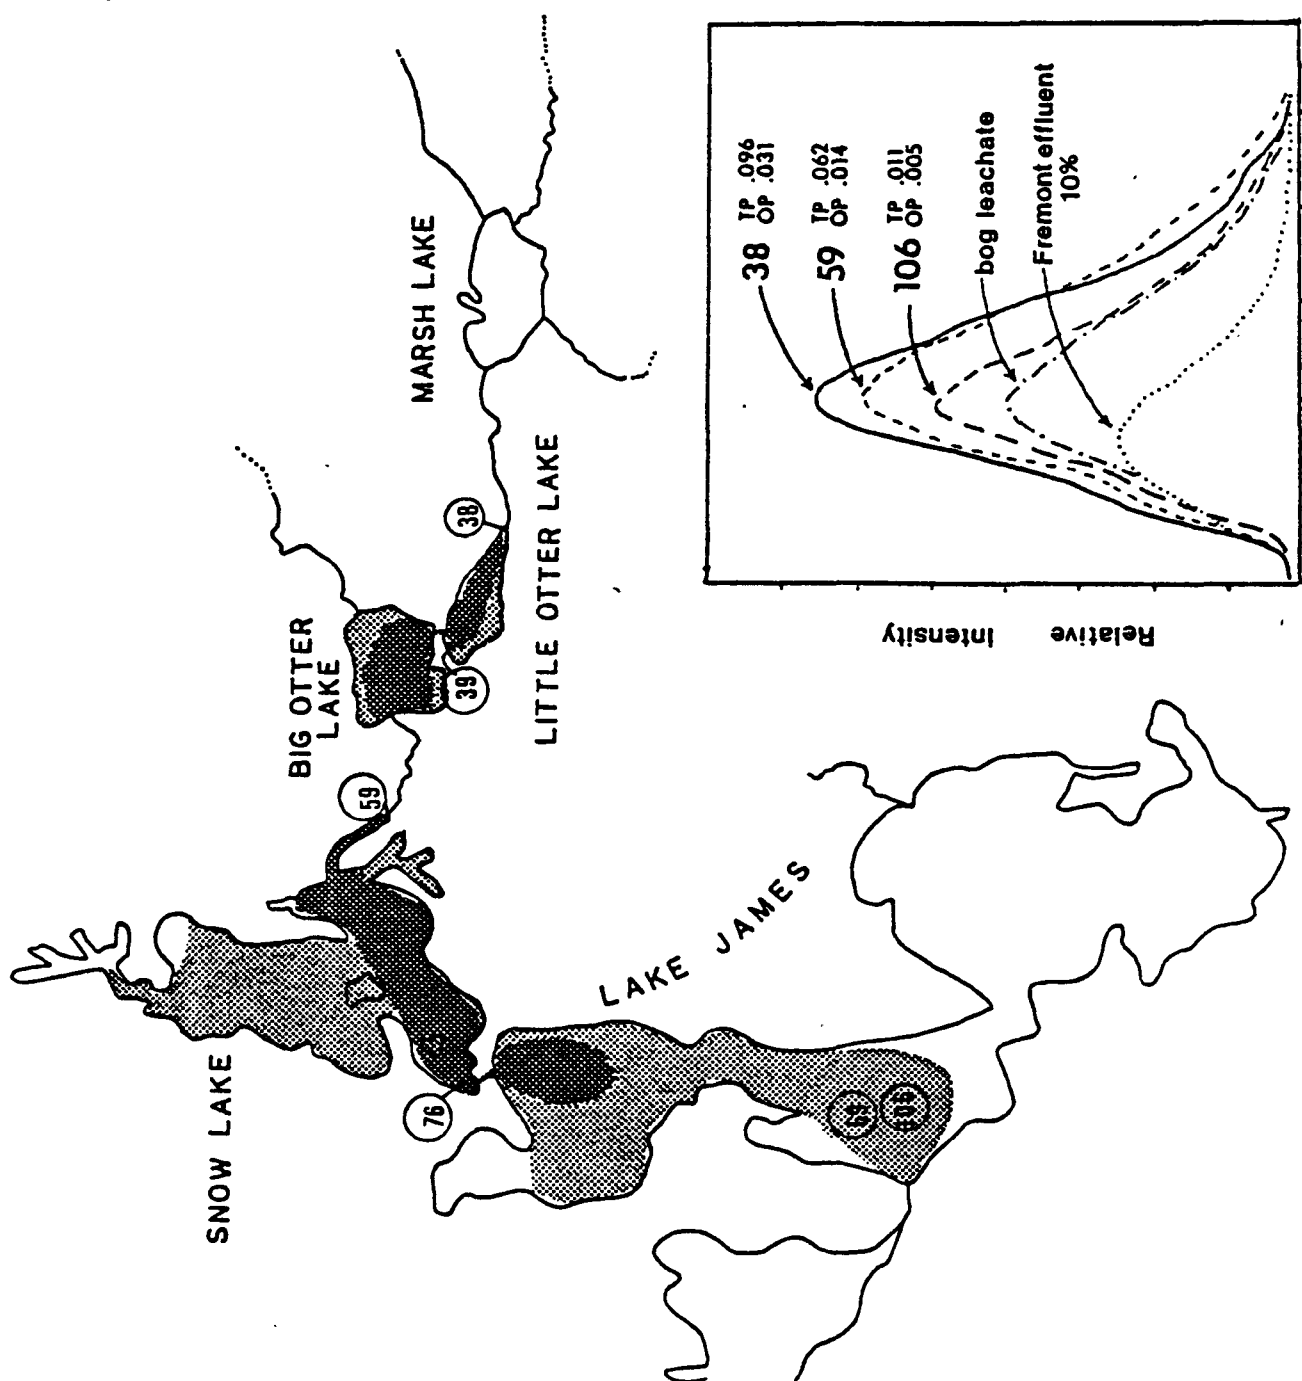 SNOW LAKE
BIG OTTER
LAKE
MARSH LAKE
LITTLE OTTER LAKE
LAKE JAMES
38
39
59
76
69
106
38 TP .096
OP .031
59 TP .062
OP .014
106 TP .011
OP .005
bog leachate
Fremont effluent
10%
Relative Intensity